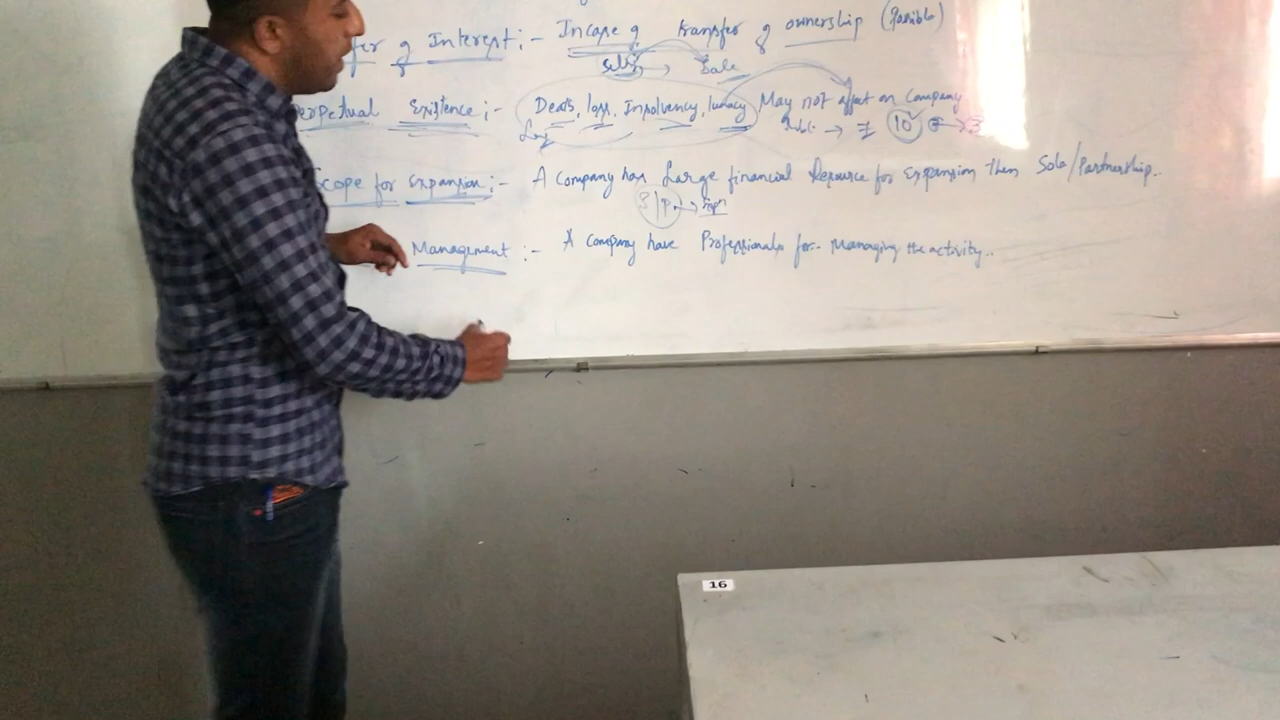 fer of Interest :- Incase of transfer of ownership (Possible)
Sale
erpetual Existence :- Death, loss, Insolvency, lunacy May not affect on Company
10
Scope for expansion :- A Company has Large financial Resource for Expansion then Sole/Partnership..
Management :- A Company have Professionals for- Managing the activity..
16